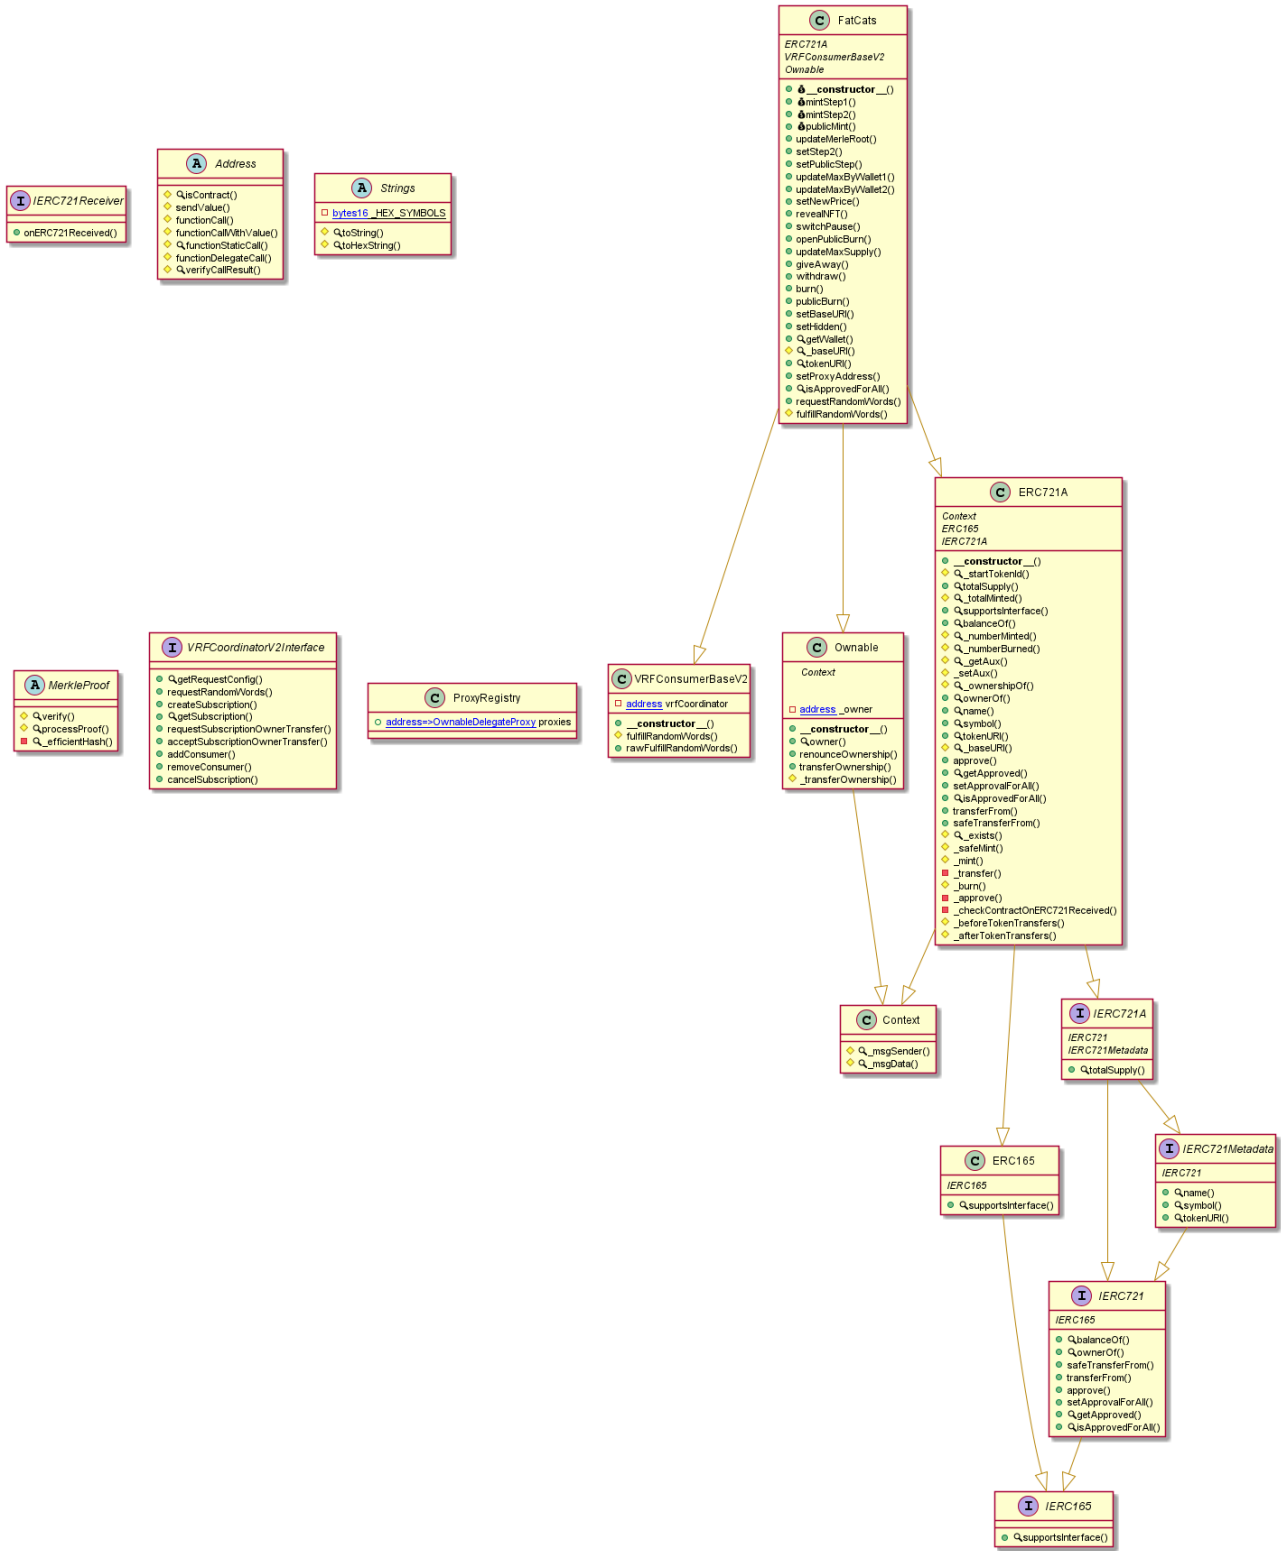 C FatCats
ERC721A
VRFConsumerBaseV2
Ownable
__constructor__()
mintStep1()
mintStep2()
publicMint()
updateMerleRoot()
setStep2()
setPublicStep()
updateMaxByWallet1()
updateMaxByWallet2()
setNewPrice()
revealNFT()
switchPause()
openPublicBurn()
updateMaxSupply()
giveAway()
withdraw()
burn()
publicBurn()
setBaseURI()
setHidden()
getWallet()
_baseURI()
tokenURI()
setProxyAddress()
isApprovedForAll()
requestRandomWords()
fulfillRandomWords()
I IERC721Receiver
onERC721Received()
A Address
isContract()
sendValue()
functionCall()
functionCallWithValue()
functionStaticCall()
functionDelegateCall()
verifyCallResult()
A Strings
bytes16 _HEX_SYMBOLS
toString()
toHexString()
C ERC721A
Context
ERC165
IERC721A
__constructor__()
_startTokenId()
totalSupply()
_totalMinted()
supportsInterface()
balanceOf()
_numberMinted()
_numberBurned()
_getAux()
_setAux()
_ownershipOf()
ownerOf()
name()
symbol()
tokenURI()
_baseURI()
approve()
getApproved()
setApprovalForAll()
isApprovedForAll()
transferFrom()
safeTransferFrom()
_exists()
_safeMint()
_mint()
_transfer()
_burn()
_approve()
_checkContractOnERC721Received()
_beforeTokenTransfers()
_afterTokenTransfers()
A MerkleProof
verify()
processProof()
_efficientHash()
I VRFCoordinatorV2Interface
getRequestConfig()
requestRandomWords()
createSubscription()
getSubscription()
requestSubscriptionOwnerTransfer()
acceptSubscriptionOwnerTransfer()
addConsumer()
removeConsumer()
cancelSubscription()
C ProxyRegistry
address=>OwnableDelegateProxy proxies
C VRFConsumerBaseV2
address vrfCoordinator
__constructor__()
fulfillRandomWords()
rawFulfillRandomWords()
C Ownable
Context
address _owner
__constructor__()
owner()
renounceOwnership()
transferOwnership()
_transferOwnership()
C Context
_msgSender()
_msgData()
I IERC721A
IERC721
IERC721Metadata
totalSupply()
C ERC165
IERC165
supportsInterface()
I IERC721Metadata
IERC721
name()
symbol()
tokenURI()
I IERC721
IERC165
balanceOf()
ownerOf()
safeTransferFrom()
transferFrom()
approve()
setApprovalForAll()
getApproved()
isApprovedForAll()
I IERC165
supportsInterface()